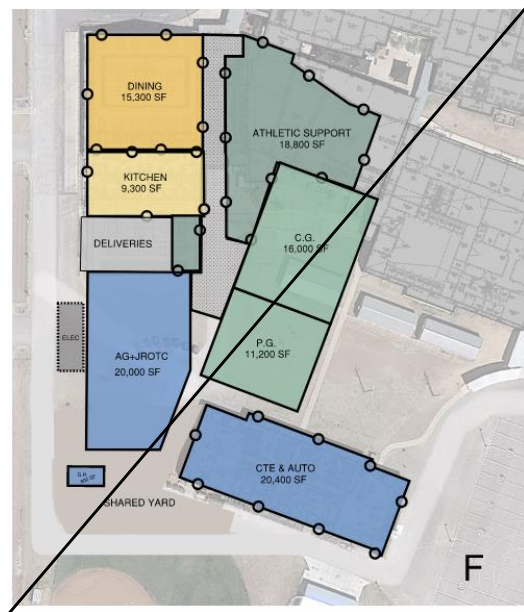 DINING
15,300 SF
ATHLETIC SUPPORT
18,800 SF
KITCHEN
9,300 SF
DELIVERIES
C.G.
16,000 SF
ELEC
AG+JROTC
20,000 SF
P.G.
11,200 SF
CTE & AUTO
20,400 SF
SHARED YARD
F